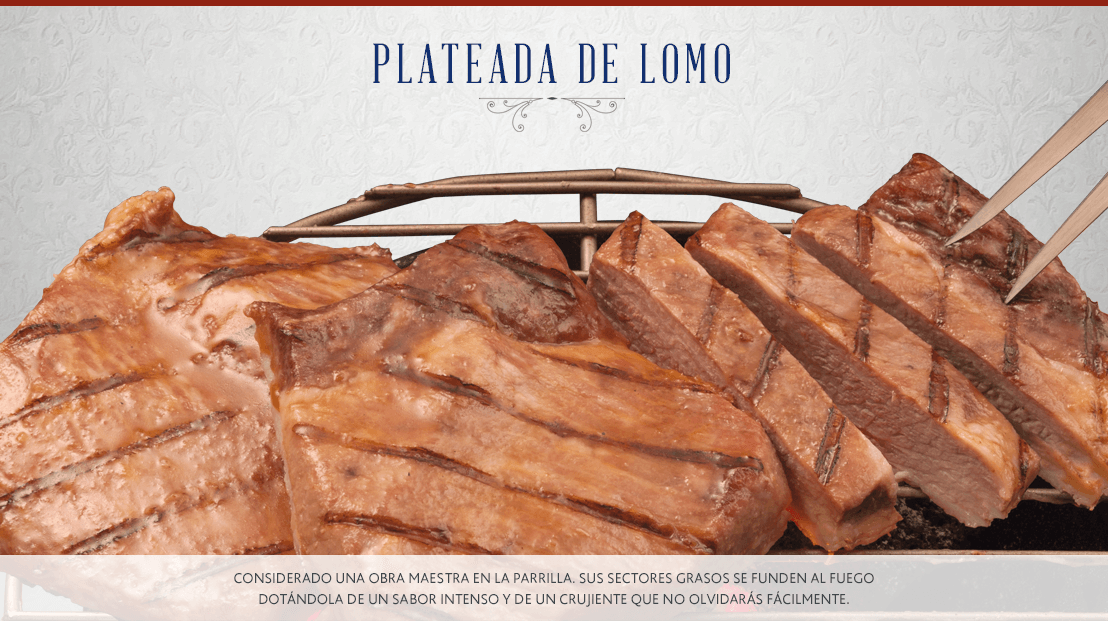 PLATEADA DE LOMO
CONSIDERADO UNA OBRA MAESTRA EN LA PARRILLA. SUS SECTORES GRASOS SE FUNDEN AL FUEGO
DOTÁNDOLA DE UN SABOR INTENSO Y DE UN CRUJIENTE QUE NO OLVIDARÁS FÁCILMENTE.